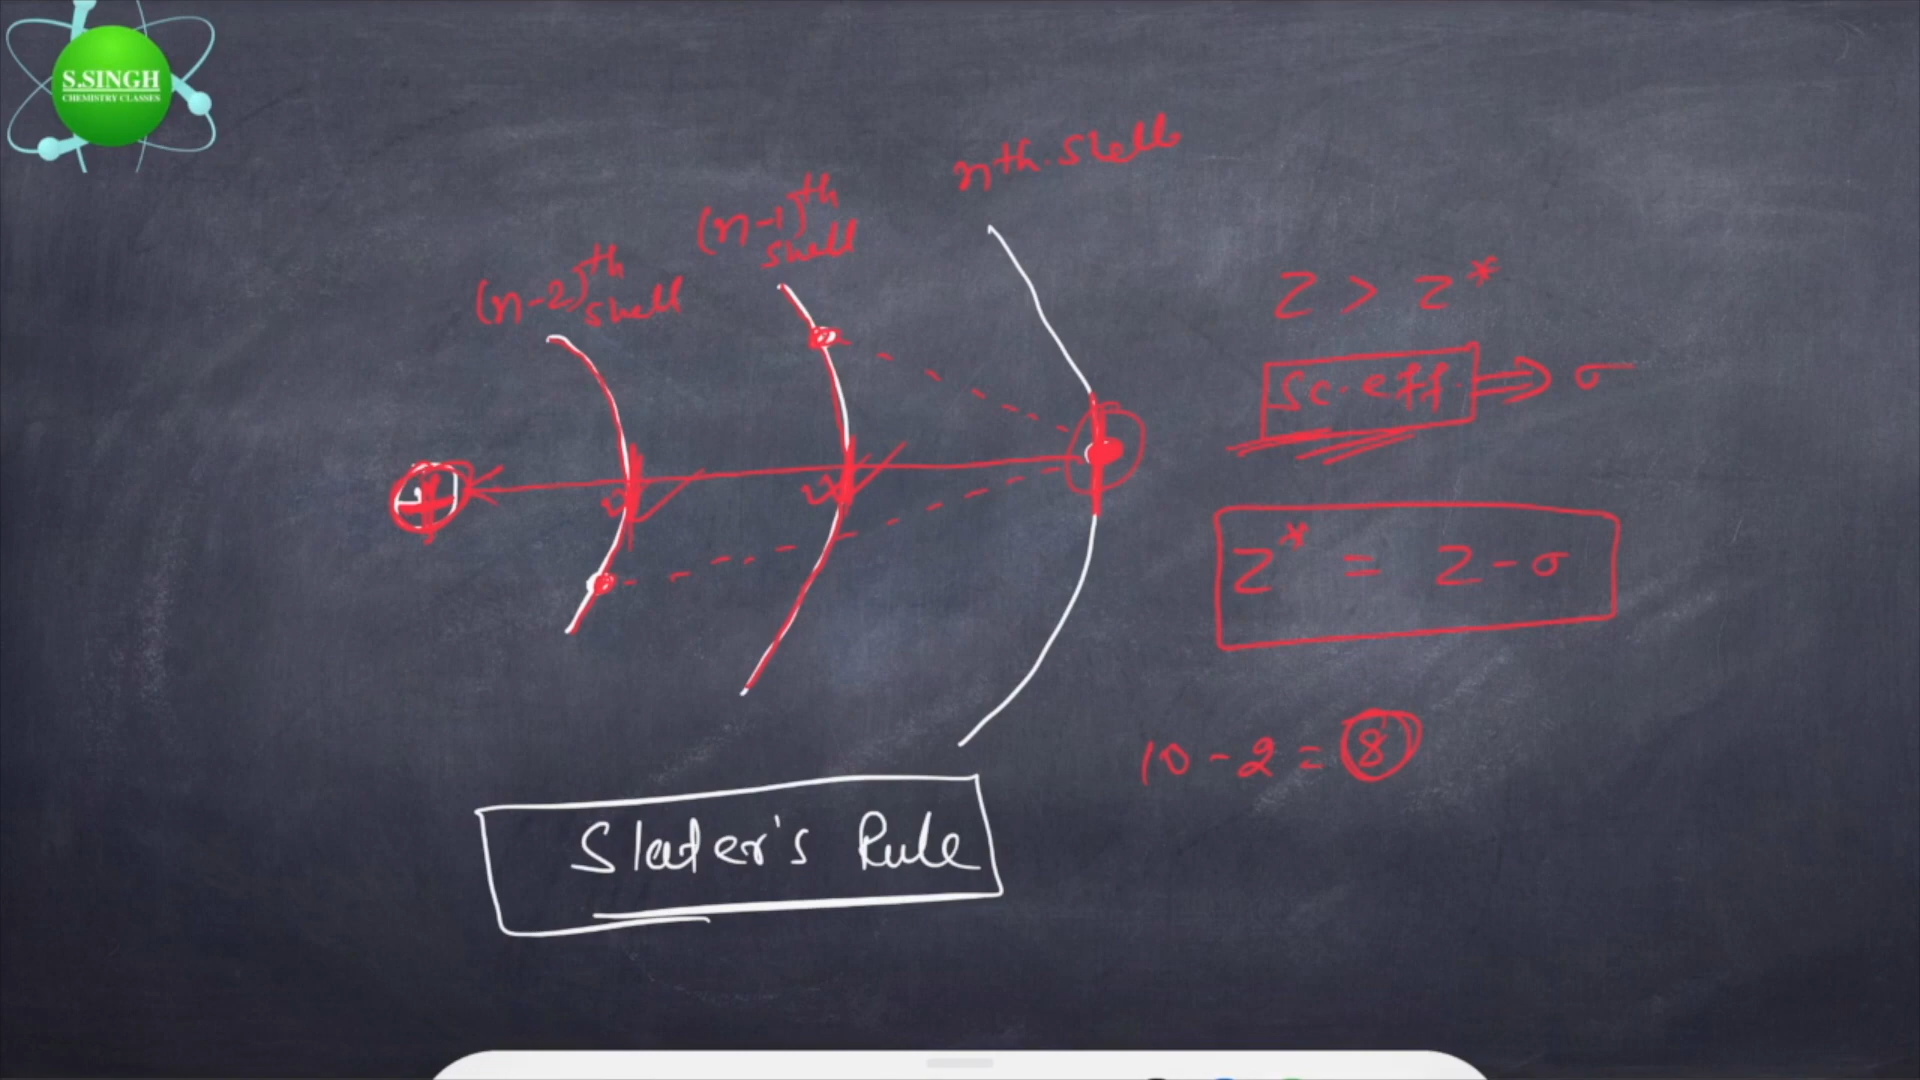 S.SINGH
CHEMISTRY CLASSES
nth. shell
(n-1)th
shell
(n-2)th
shell
Z > Z*
Sc. eff. ⇒ σ
Z* = Z - σ
10 - 2 = 8
Slater's Rule